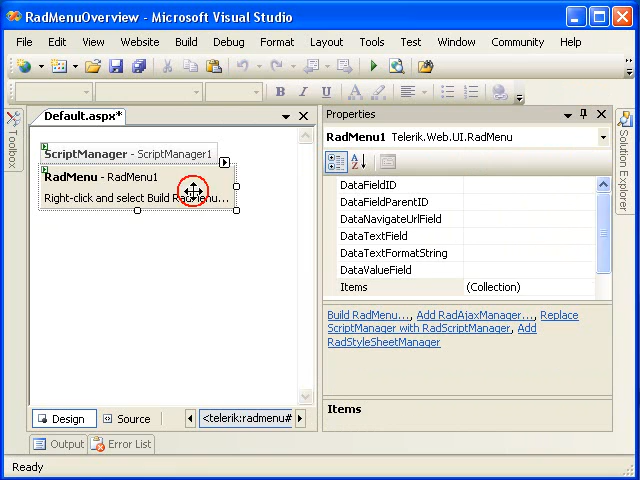 RadMenuOverview - Microsoft Visual Studio
File Edit View Website Build Debug Format Layout Tools Test Window Community Help
Default.aspx*
Properties
Toolbox
Solution Explorer
RadMenu1 Telerik.Web.UI.RadMenu
ScriptManager - ScriptManager1
RadMenu - RadMenu1
Right-click and select Build RadMenu...
DataFieldID
DataFieldParentID
DataNavigateUrlField
DataTextField
DataTextFormatString
DataValueField
Items (Collection)
Build RadMenu..., Add RadAjaxManager..., Replace
ScriptManager with RadScriptManager, Add
RadStyleSheetManager
Items
Design Source <telerik:radmenu#
Output Error List
Ready